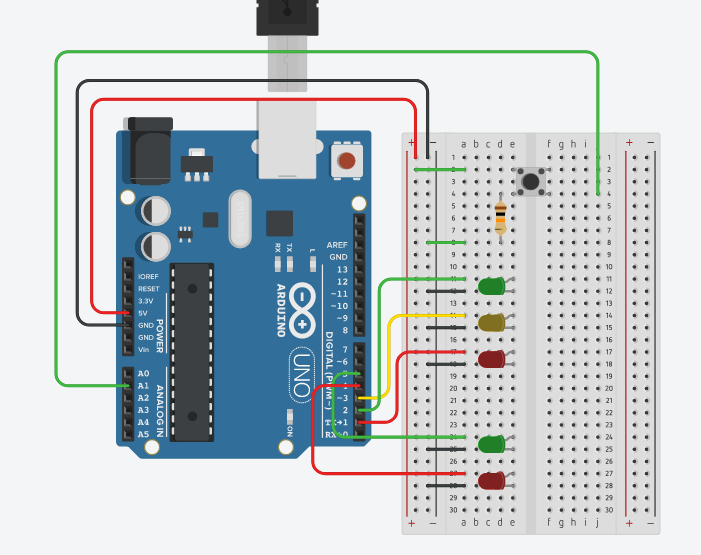 + − a b c d e f g h i j + −
1 1
2 2
3 3
4 4
5 5
6 6
7 7
8 8
9 9
10 10
11 11
12 12
13 13
14 14
15 15
16 16
17 17
18 18
19 19
20 20
21 21
22 22
23 23
24 24
25 25
26 26
27 27
28 28
29 29
30 30
+ − a b c d e f g h i j + −
AREF
GND
13
12
~11
~10
~9
8
7
~6
~3
2
TX→1
RX←0
DIGITAL (PWM ~)
RX
TX
L
ARDUINO
UNO
ON
IOREF
RESET
3.3V
5V
GND
GND
Vin
POWER
A0
A1
A2
A3
A4
A5
ANALOG IN